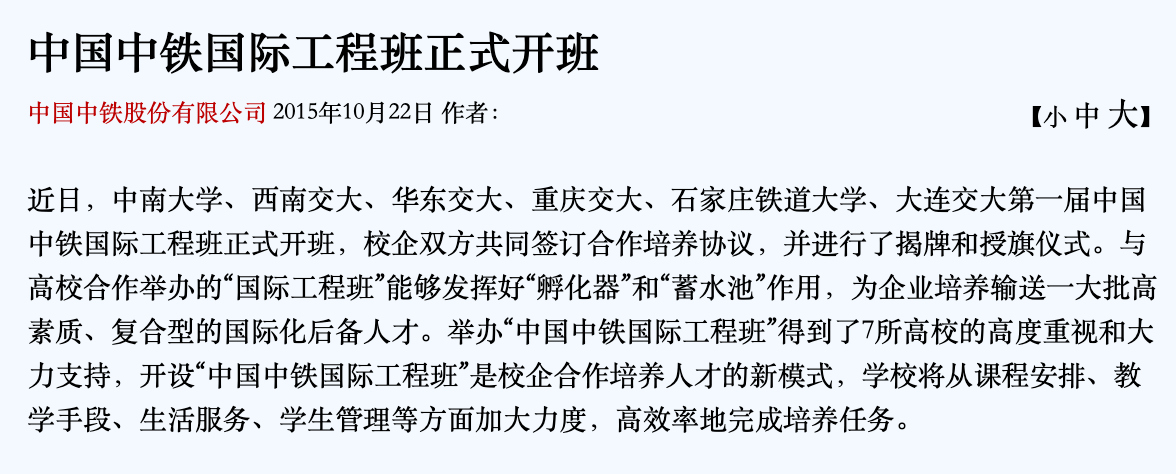 中国中铁国际工程班正式开班
中国中铁股份有限公司 2015年10月22日 作者：
【小 中 大】
近日，中南大学、西南交大、华东交大、重庆交大、石家庄铁道大学、大连交大第一届中国
中铁国际工程班正式开班，校企双方共同签订合作培养协议，并进行了揭牌和授旗仪式。与
高校合作举办的“国际工程班”能够发挥好“孵化器”和“蓄水池”作用，为企业培养输送一大批高
素质、复合型的国际化后备人才。举办“中国中铁国际工程班”得到了7所高校的高度重视和大
力支持，开设“中国中铁国际工程班”是校企合作培养人才的新模式，学校将从课程安排、教
学手段、生活服务、学生管理等方面加大力度，高效率地完成培养任务。